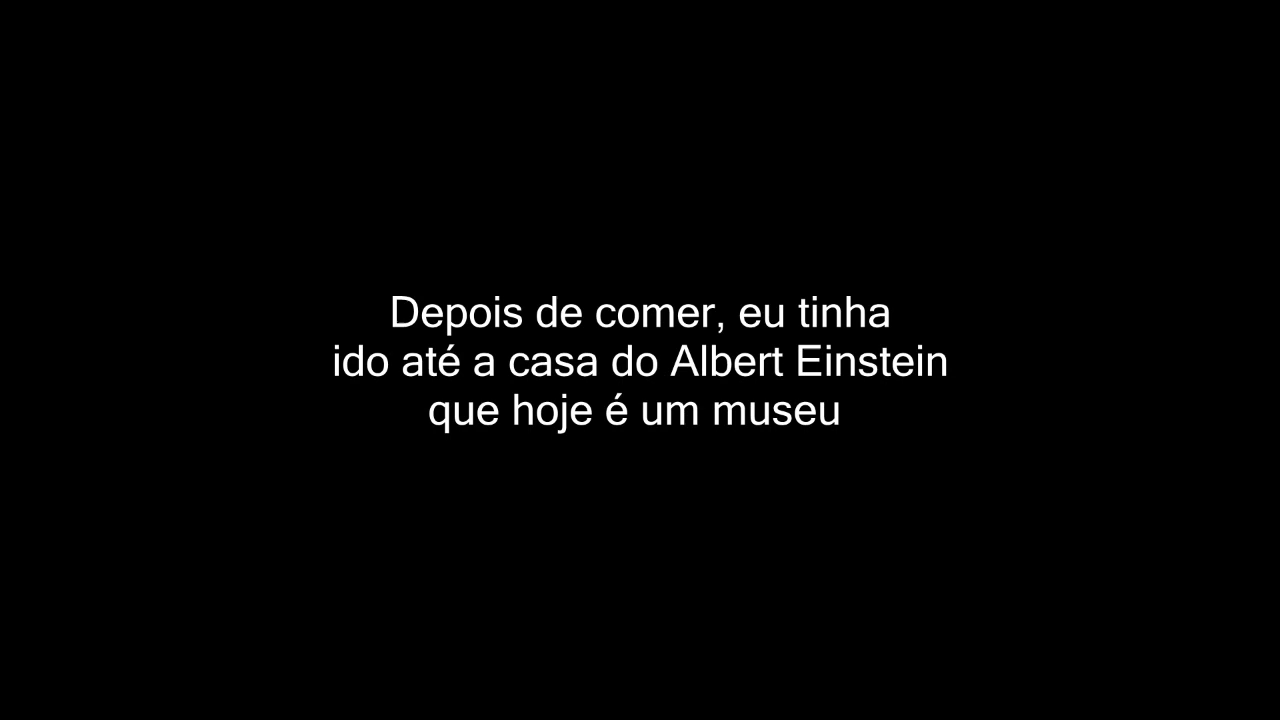 Depois de comer, eu tinha
ido até a casa do Albert Einstein
que hoje é um museu